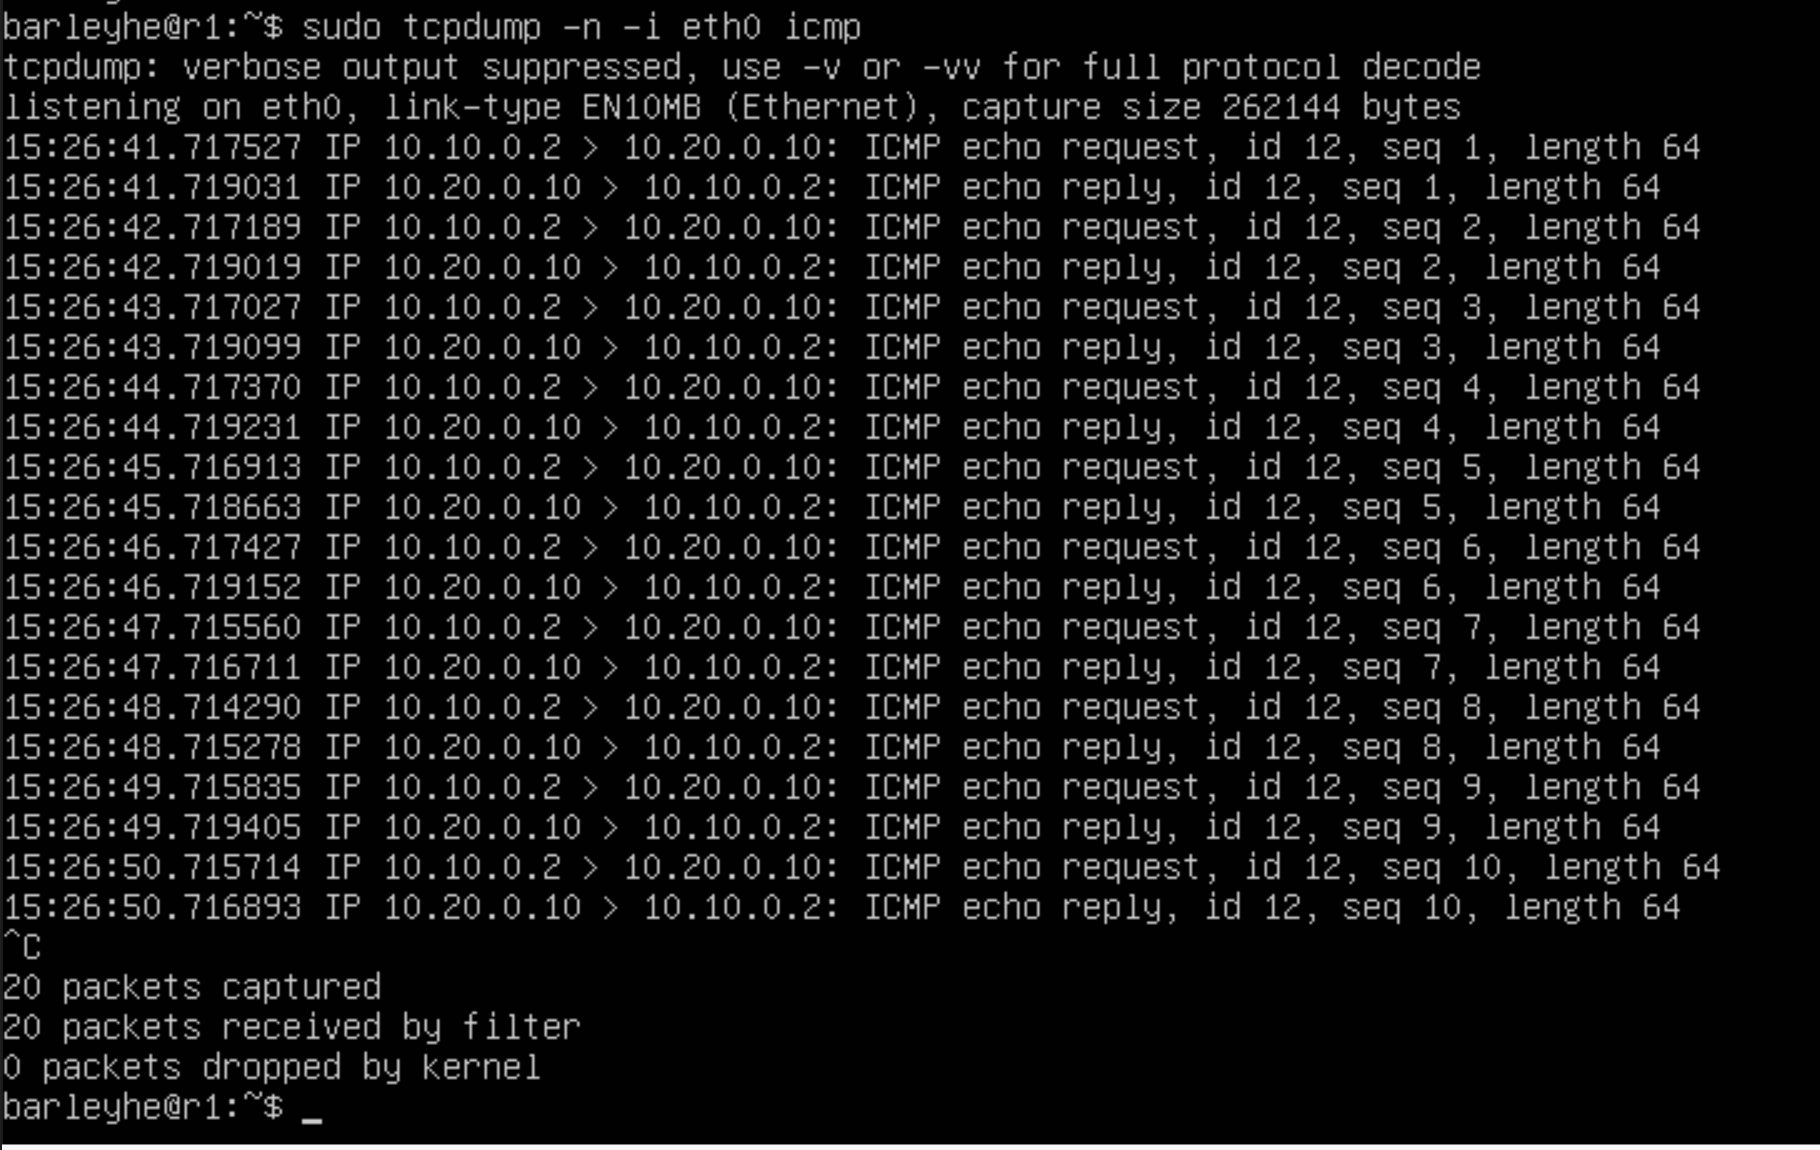 barleyhe@r1:~$ sudo tcpdump -n -i eth0 icmp
tcpdump: verbose output suppressed, use -v or -vv for full protocol decode
listening on eth0, link-type EN10MB (Ethernet), capture size 262144 bytes
15:26:41.717527 IP 10.10.0.2 > 10.20.0.10: ICMP echo request, id 12, seq 1, length 64
15:26:41.719031 IP 10.20.0.10 > 10.10.0.2: ICMP echo reply, id 12, seq 1, length 64
15:26:42.717189 IP 10.10.0.2 > 10.20.0.10: ICMP echo request, id 12, seq 2, length 64
15:26:42.719019 IP 10.20.0.10 > 10.10.0.2: ICMP echo reply, id 12, seq 2, length 64
15:26:43.717027 IP 10.10.0.2 > 10.20.0.10: ICMP echo request, id 12, seq 3, length 64
15:26:43.719099 IP 10.20.0.10 > 10.10.0.2: ICMP echo reply, id 12, seq 3, length 64
15:26:44.717370 IP 10.10.0.2 > 10.20.0.10: ICMP echo request, id 12, seq 4, length 64
15:26:44.719231 IP 10.20.0.10 > 10.10.0.2: ICMP echo reply, id 12, seq 4, length 64
15:26:45.716913 IP 10.10.0.2 > 10.20.0.10: ICMP echo request, id 12, seq 5, length 64
15:26:45.718663 IP 10.20.0.10 > 10.10.0.2: ICMP echo reply, id 12, seq 5, length 64
15:26:46.717427 IP 10.10.0.2 > 10.20.0.10: ICMP echo request, id 12, seq 6, length 64
15:26:46.719152 IP 10.20.0.10 > 10.10.0.2: ICMP echo reply, id 12, seq 6, length 64
15:26:47.715560 IP 10.10.0.2 > 10.20.0.10: ICMP echo request, id 12, seq 7, length 64
15:26:47.716711 IP 10.20.0.10 > 10.10.0.2: ICMP echo reply, id 12, seq 7, length 64
15:26:48.714290 IP 10.10.0.2 > 10.20.0.10: ICMP echo request, id 12, seq 8, length 64
15:26:48.715278 IP 10.20.0.10 > 10.10.0.2: ICMP echo reply, id 12, seq 8, length 64
15:26:49.715835 IP 10.10.0.2 > 10.20.0.10: ICMP echo request, id 12, seq 9, length 64
15:26:49.719405 IP 10.20.0.10 > 10.10.0.2: ICMP echo reply, id 12, seq 9, length 64
15:26:50.715714 IP 10.10.0.2 > 10.20.0.10: ICMP echo request, id 12, seq 10, length 64
15:26:50.716893 IP 10.20.0.10 > 10.10.0.2: ICMP echo reply, id 12, seq 10, length 64
^C
20 packets captured
20 packets received by filter
0 packets dropped by kernel
barleyhe@r1:~$ _